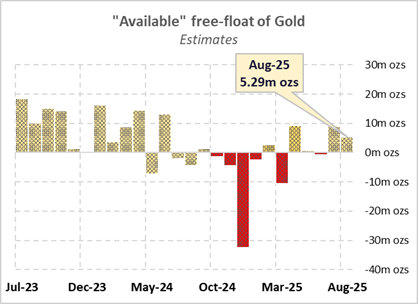 "Available" free-float of Gold
Estimates
Aug-25
5.29m ozs
30m ozs
20m ozs
10m ozs
0m ozs
-10m ozs
-20m ozs
-30m ozs
-40m ozs
Jul-23 Dec-23 May-24 Oct-24 Mar-25 Aug-25